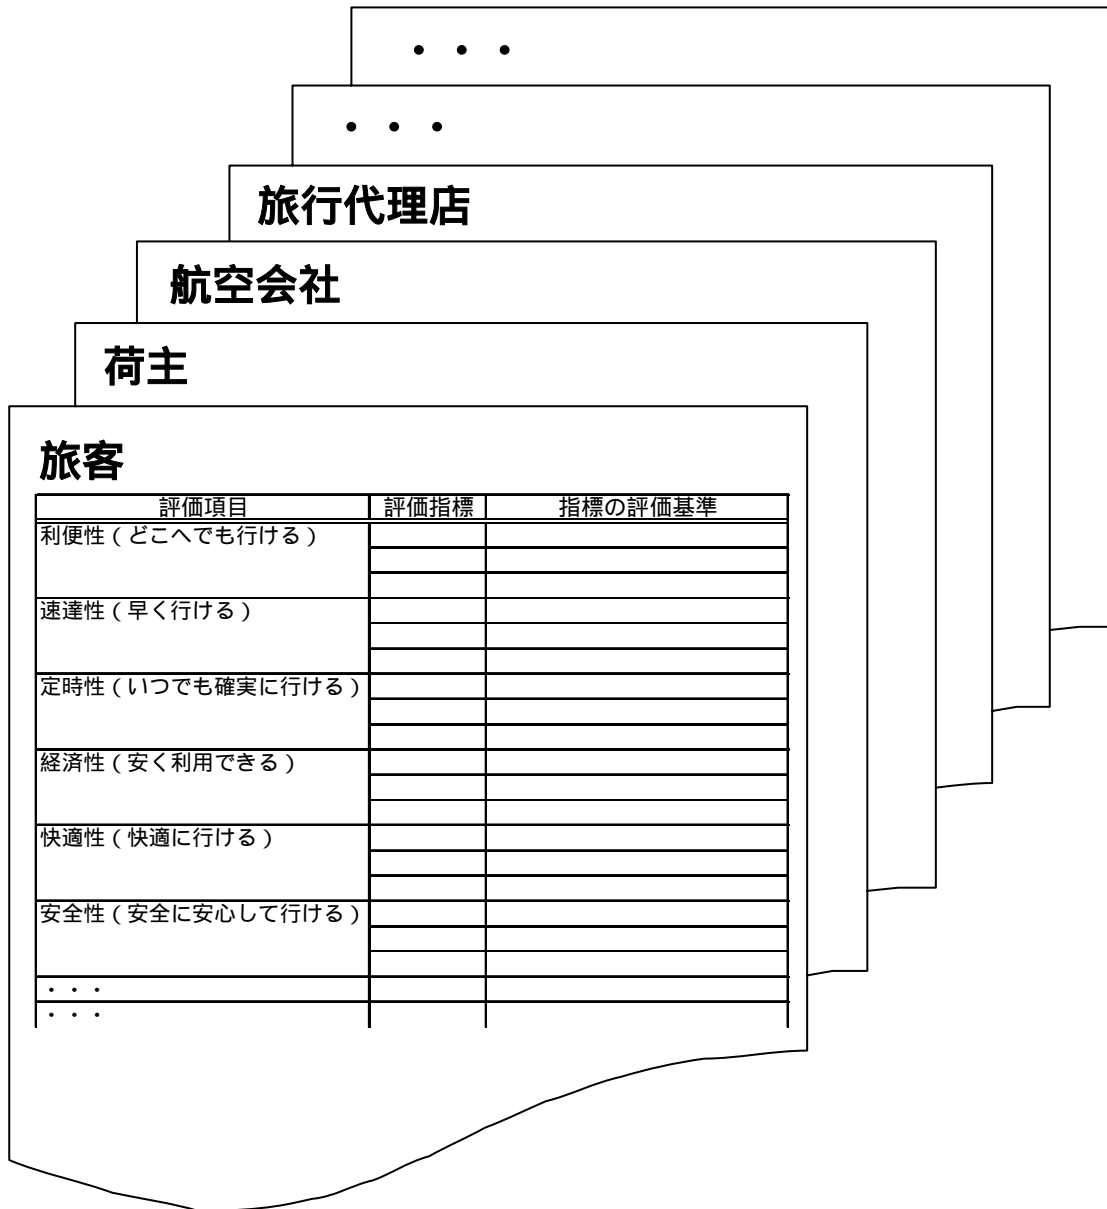 ・・・
・・・
旅行代理店
航空会社
荷主
旅客
評価項目 評価指標 指標の評価基準
利便性（どこへでも行ける）
速達性（早く行ける）
定時性（いつでも確実に行ける）
経済性（安く利用できる）
快適性（快適に行ける）
安全性（安全に安心して行ける）
・・・
・・・